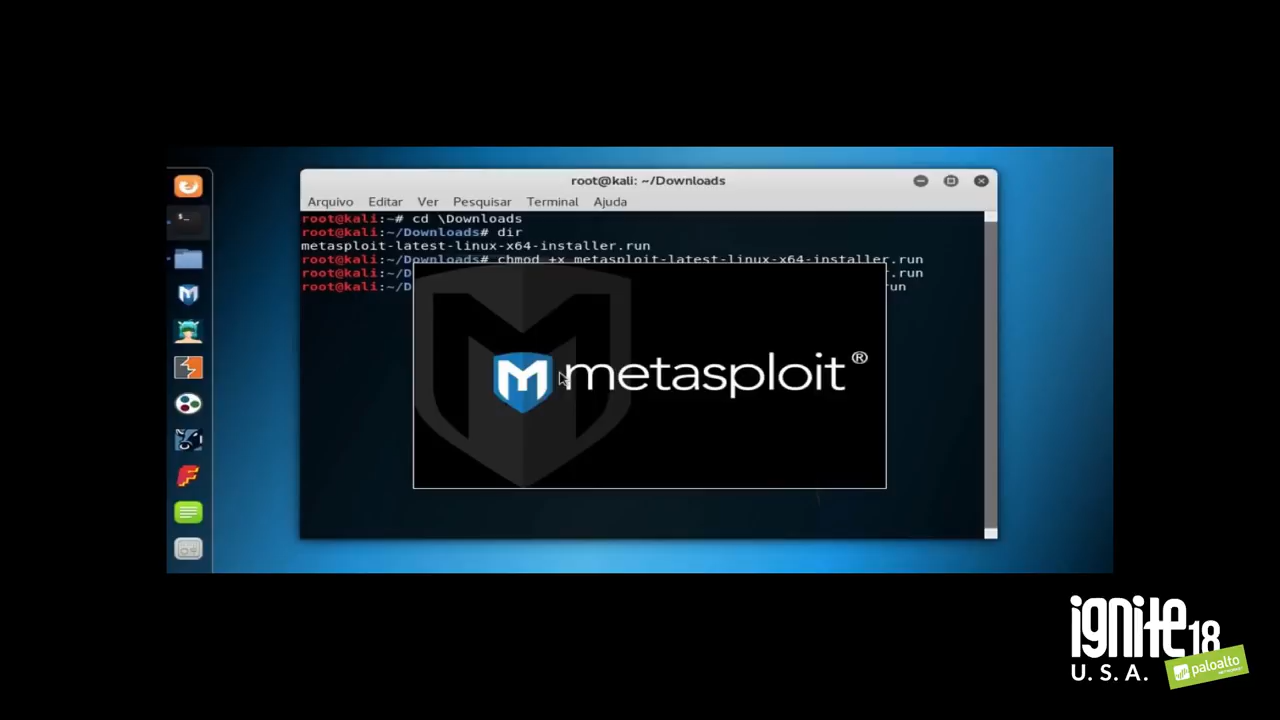 root@kali: ~/Downloads
Arquivo Editar Ver Pesquisar Terminal Ajuda
root@kali:~# cd \Downloads
root@kali:~/Downloads# dir
metasploit-latest-linux-x64-installer.run
root@kali:~/Downloads# chmod +x metasploit-latest-linux-x64-installer.run
root@kali:~/D r.run
root@kali:~/D run
metasploit®
ignite18
U.S.A.
paloalto